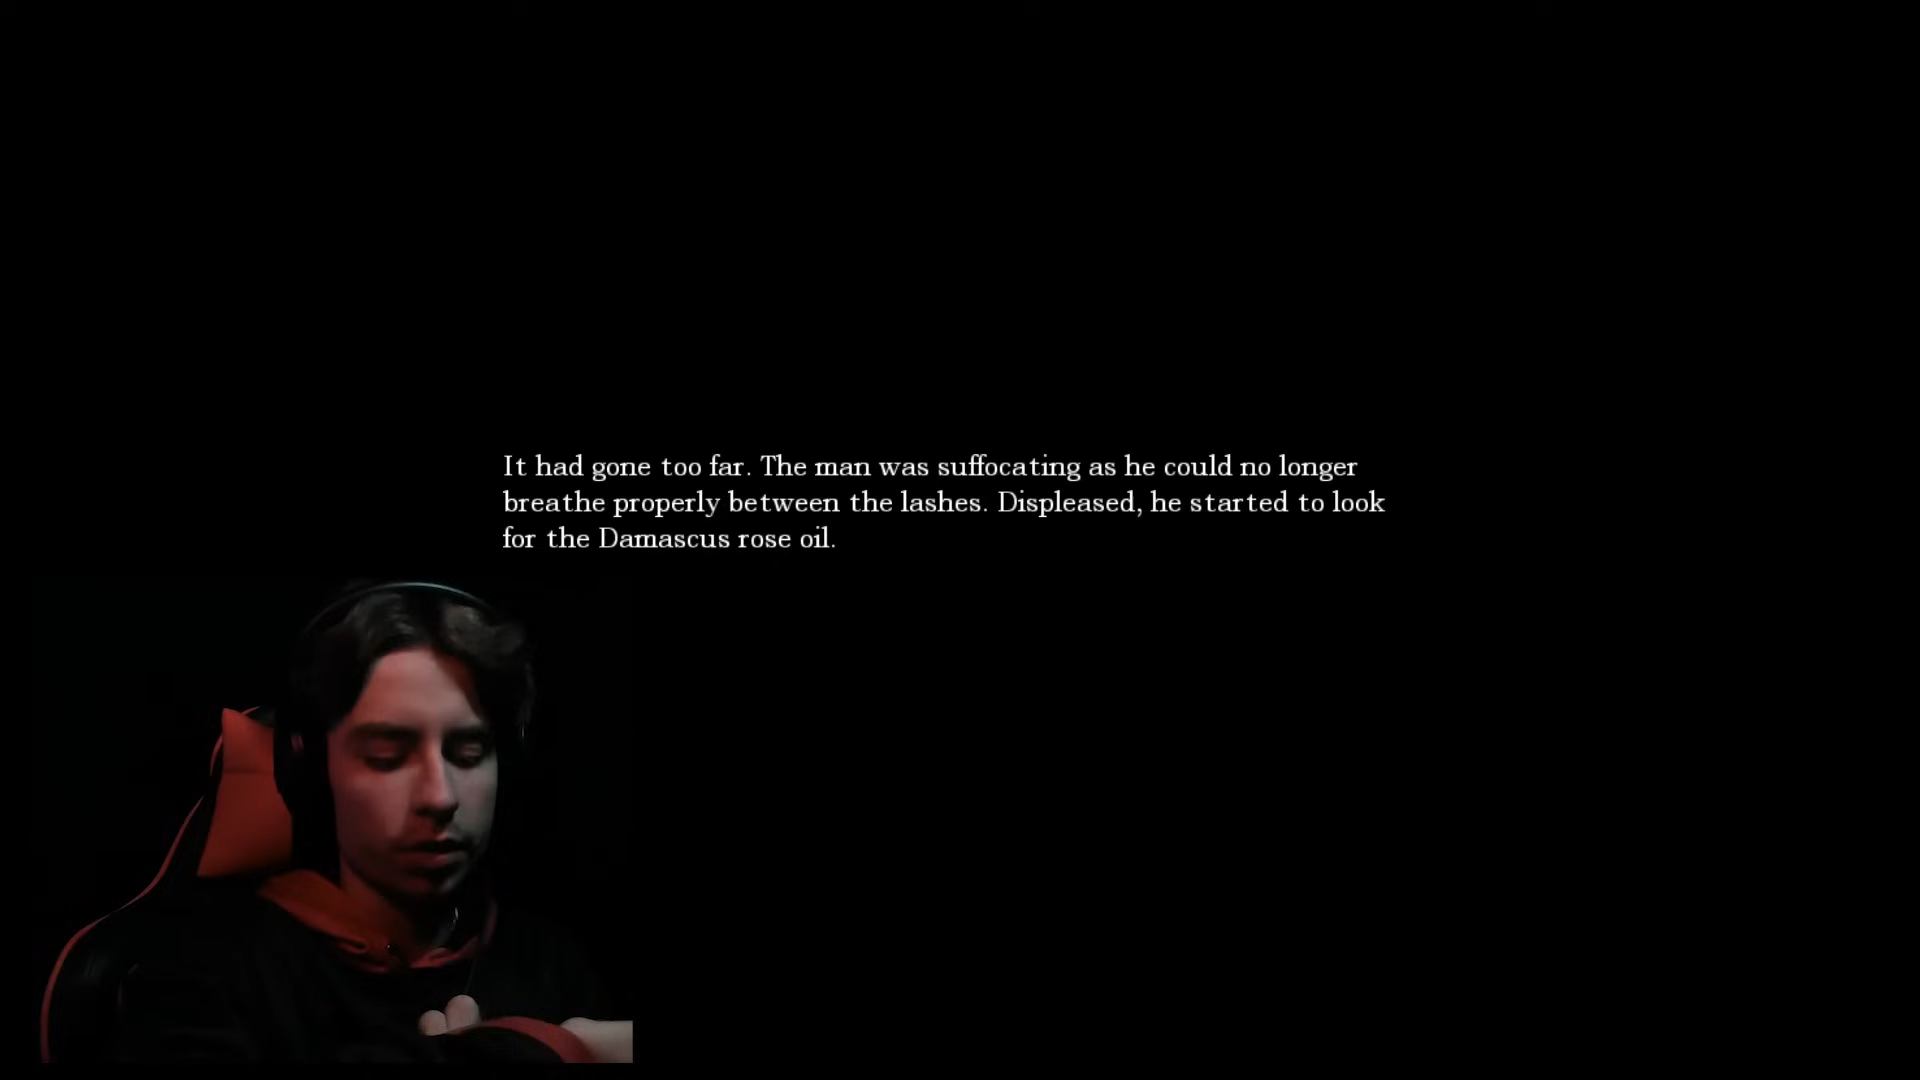 It had gone too far. The man was suffocating as he could no longer
breathe properly between the lashes. Displeased, he started to look
for the Damascus rose oil.